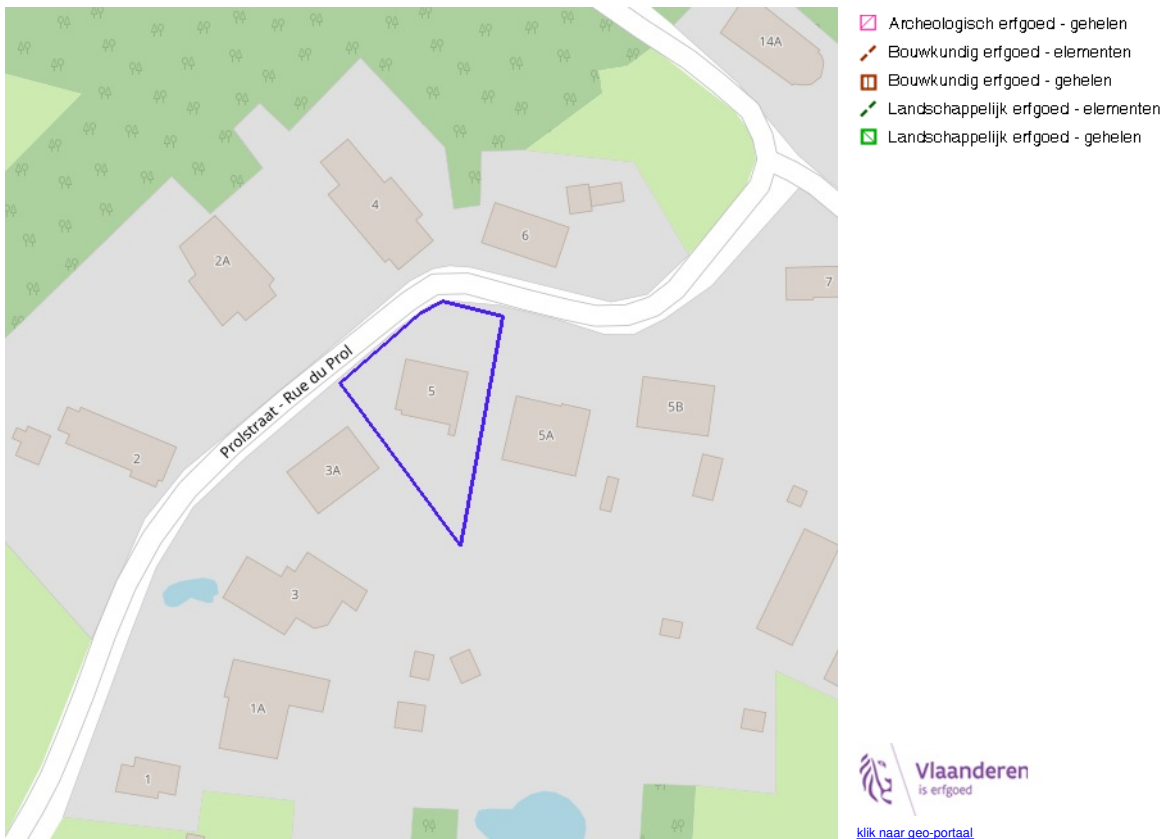 14A
4
6
2A
7
Prolstraat - Rue du Prol
5
5B
5A
2
3A
3
1A
1
Archeologisch erfgoed - gehelen
Bouwkundig erfgoed - elementen
Bouwkundig erfgoed - gehelen
Landschappelijk erfgoed - elementen
Landschappelijk erfgoed - gehelen
Vlaanderen
is erfgoed
klik naar geo-portaal